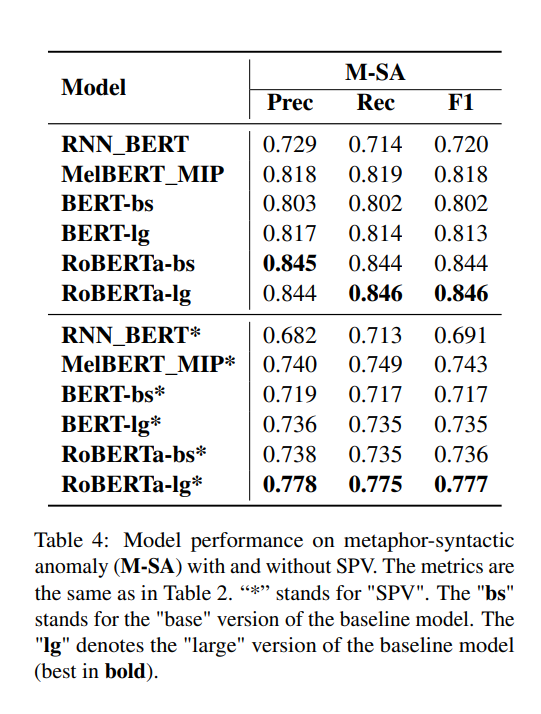 Model M-SA
Prec Rec F1
RNN_BERT 0.729 0.714 0.720
MelBERT_MIP 0.818 0.819 0.818
BERT-bs 0.803 0.802 0.802
BERT-lg 0.817 0.814 0.813
RoBERTa-bs 0.845 0.844 0.844
RoBERTa-lg 0.844 0.846 0.846
RNN_BERT* 0.682 0.713 0.691
MelBERT_MIP* 0.740 0.749 0.743
BERT-bs* 0.719 0.717 0.717
BERT-lg* 0.736 0.735 0.735
RoBERTa-bs* 0.738 0.735 0.736
RoBERTa-lg* 0.778 0.775 0.777
Table 4: Model performance on metaphor-syntactic
anomaly (M-SA) with and without SPV. The metrics are
the same as in Table 2. “*” stands for "SPV". The "bs"
stands for the "base" version of the baseline model. The
"lg" denotes the "large" version of the baseline model
(best in bold).